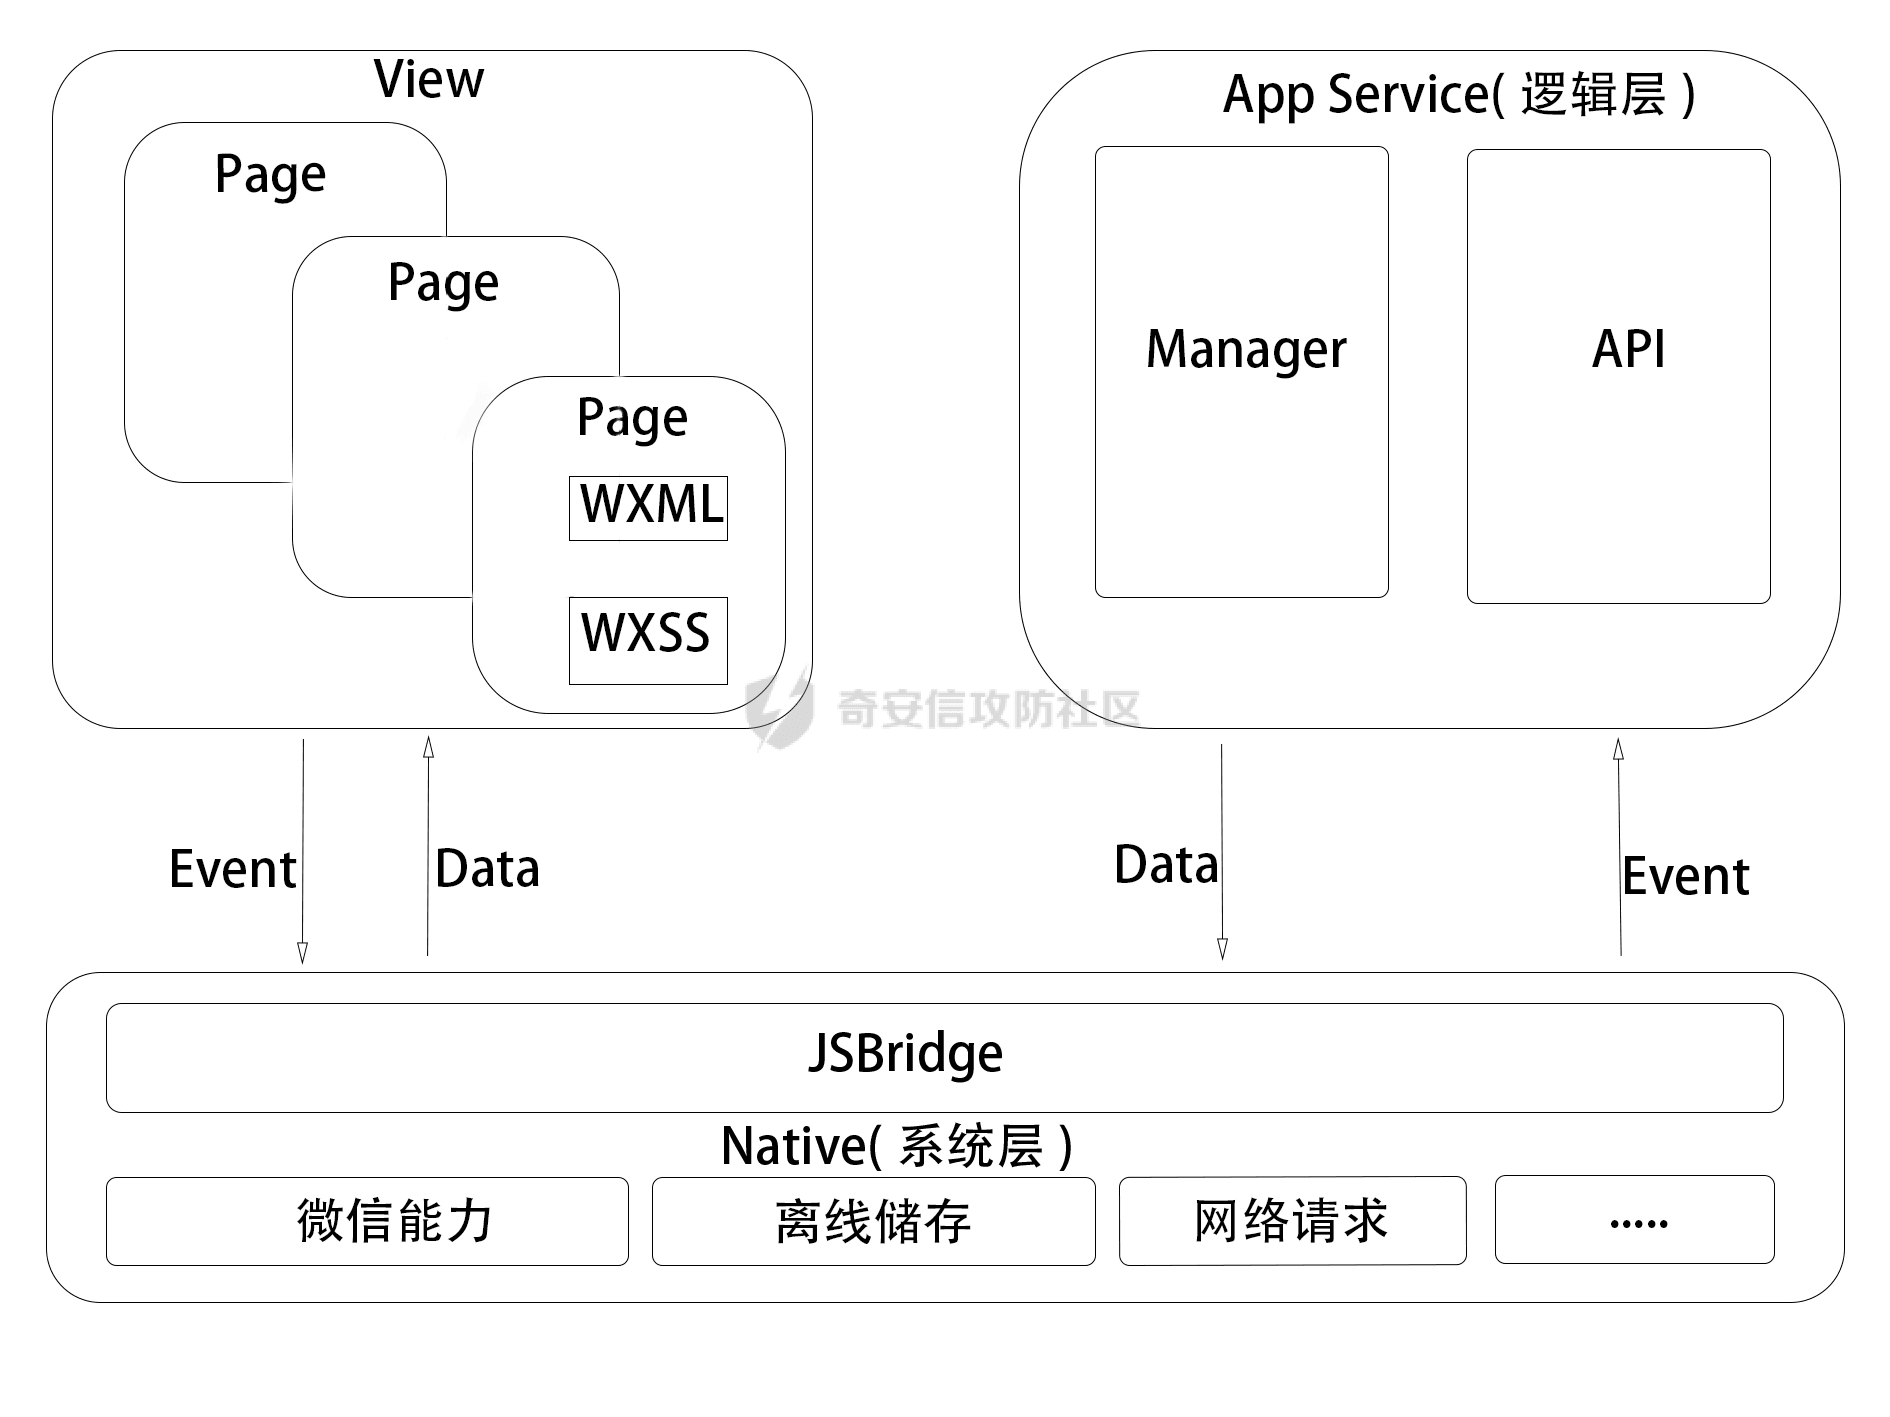 View
Page
Page
Page
WXML
WXSS
App Service( 逻辑层 )
Manager
API
奇安信攻防社区
Event
Data
Data
Event
JSBridge
Native( 系统层 )
微信能力
离线储存
网络请求
.....